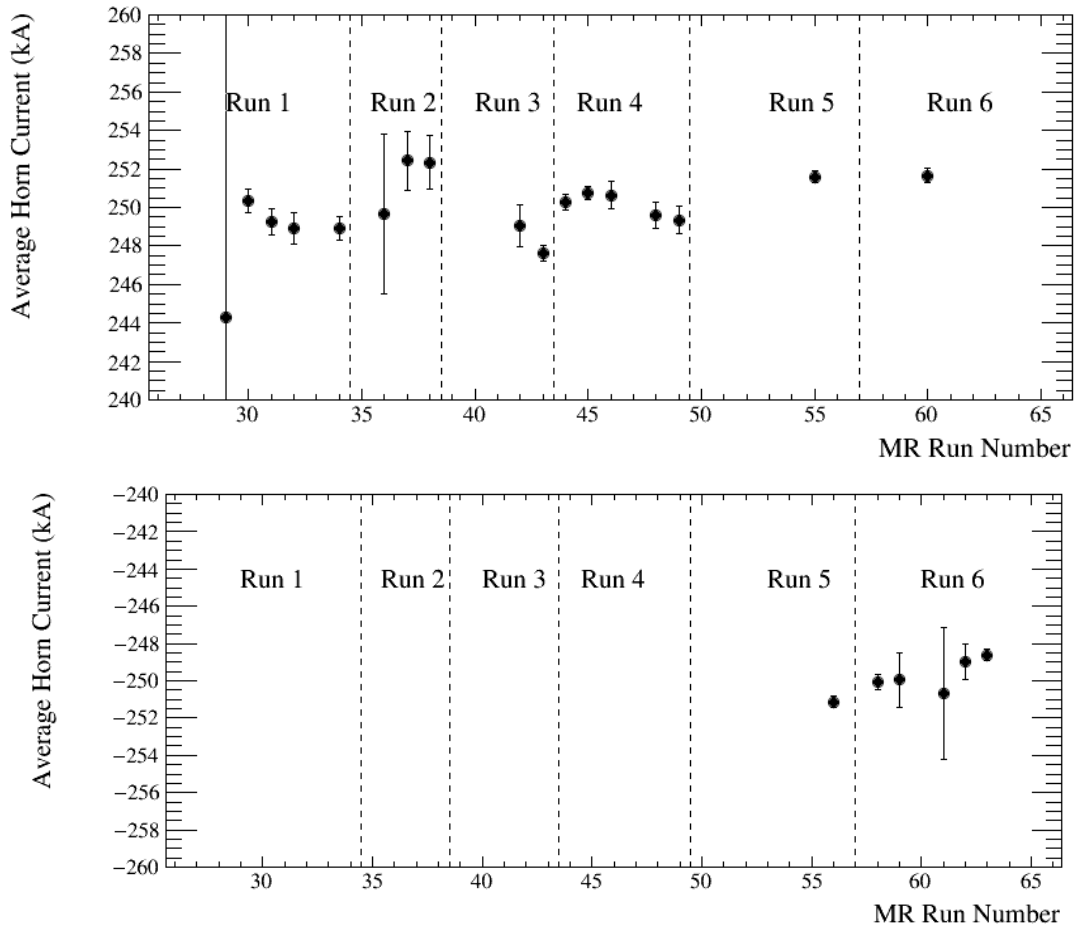 Average Horn Current (kA)
260
258
256
254
252
250
248
246
244
242
240
Run 1 Run 2 Run 3 Run 4 Run 5 Run 6
30 35 40 45 50 55 60 65
MR Run Number
Average Horn Current (kA)
−240
−242
−244
−246
−248
−250
−252
−254
−256
−258
−260
Run 1 Run 2 Run 3 Run 4 Run 5 Run 6
30 35 40 45 50 55 60 65
MR Run Number